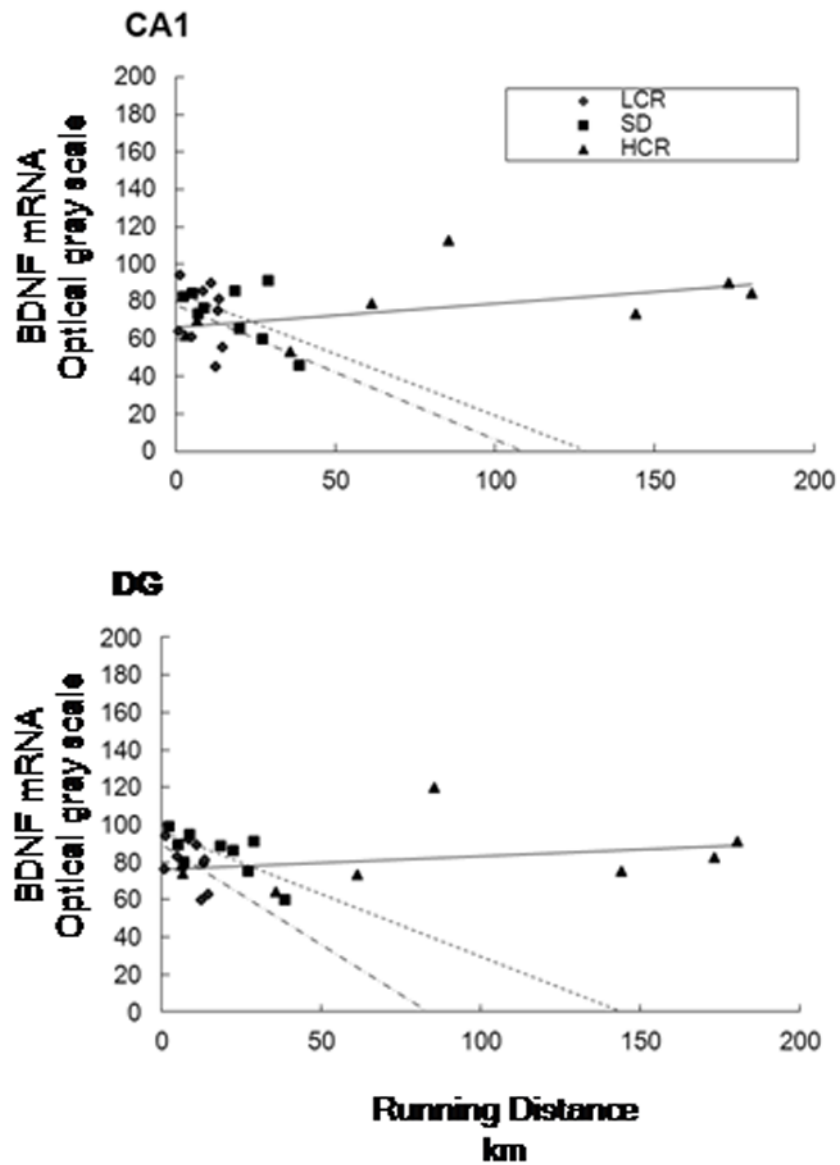 CA1
200
180
160
140
120
100
80
60
40
20
0
BDNF mRNA
Optical gray scale
LCR
SD
HCR
0 50 100 150 200
DG
200
180
160
140
120
100
80
60
40
20
0
BDNF mRNA
Optical gray scale
0 50 100 150 200
Running Distance
km